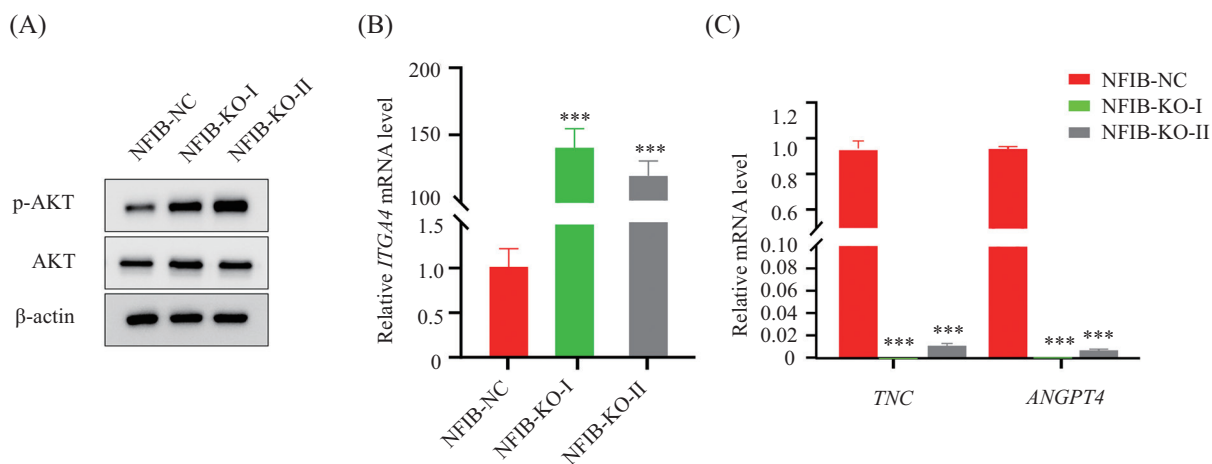 (A)
NFIB-NC
NFIB-KO-I
NFIB-KO-II
p-AKT
AKT
β-actin
(B)
Relative ITGA4 mRNA level
200
150
100
1.5
1.0
0.5
0
***
***
NFIB-NC
NFIB-KO-I
NFIB-KO-II
(C)
Relative mRNA level
1.2
1.0
0.8
0.6
0.10
0.08
0.06
0.04
0.02
0
*** ***
*** ***
TNC
ANGPT4
NFIB-NC
NFIB-KO-I
NFIB-KO-II